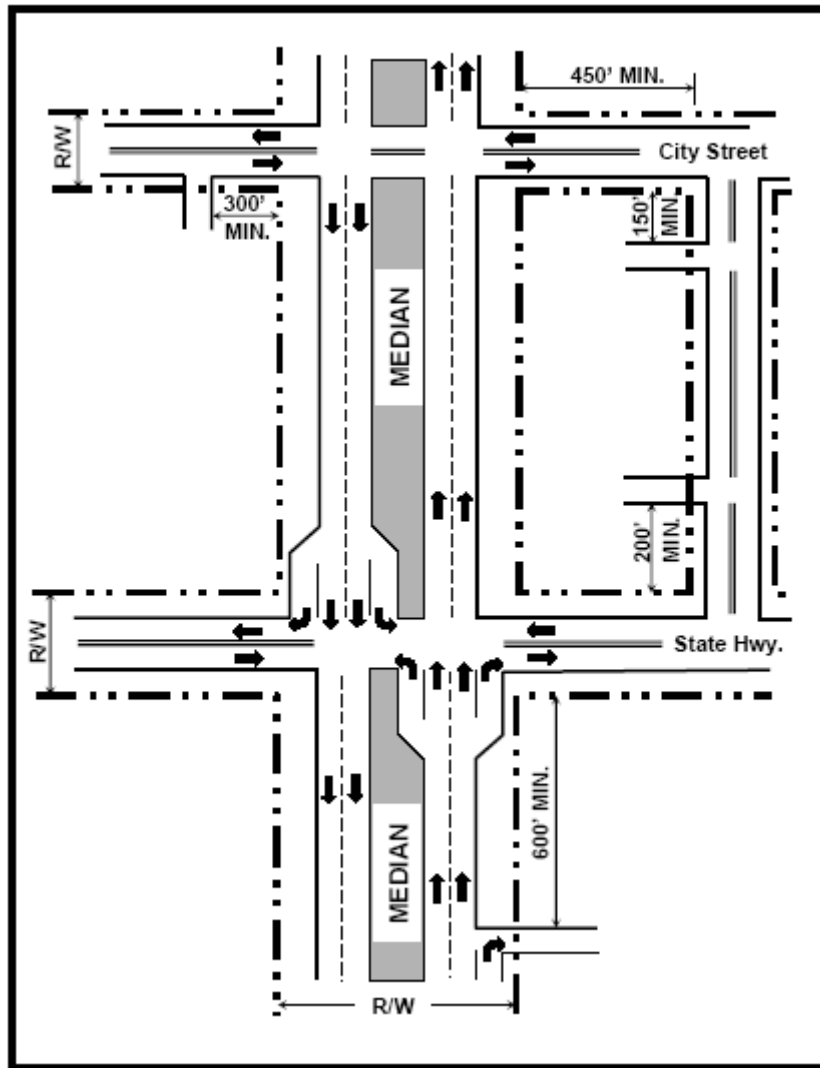 450' MIN.
R/W
City Street
300'
MIN.
150'
MIN.
MEDIAN
200'
MIN.
R/W
State Hwy.
600' MIN.
MEDIAN
R/W